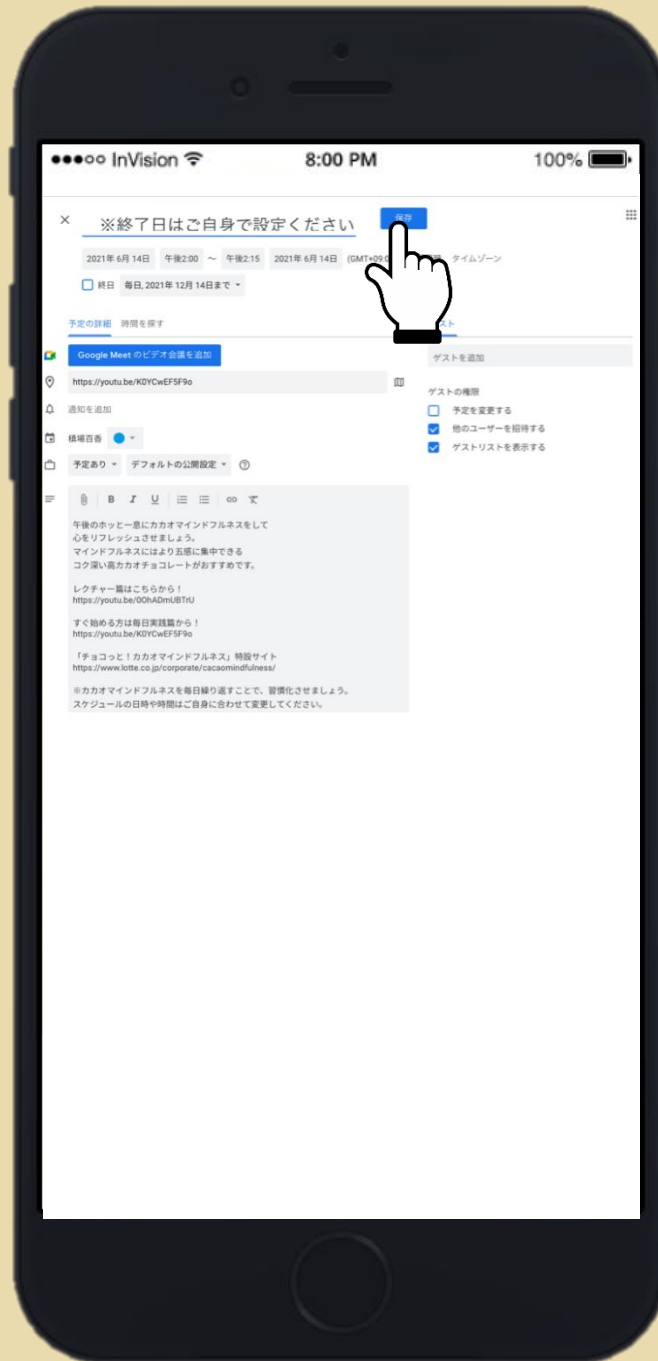 InVision 8:00 PM 100%
※終了日はご自身で設定ください 保存
2021年 6月 14日 午後2:00 ～ 午後2:15 2021年 6月 14日 (GMT+09:0 タイムゾーン
終日 毎日, 2021年 12月 14日まで
予定の詳細 時間を探す スト
Google Meet のビデオ会議を追加 ゲストを追加
https://youtu.be/K0YCwEF5F9o
ゲストの権限
通知を追加 予定を変更する
槙場百香 他のユーザーを招待する
予定あり デフォルトの公開設定 ゲストリストを表示する
B I U
午後のホッと一息にカカオマインドフルネスをして
心をリフレッシュさせましょう。
マインドフルネスにはより五感に集中できる
コク深い高カカオチョコレートがおすすめです。
レクチャー篇はこちらから！
https://youtu.be/0OhADmUBTrU
すぐ始める方は毎日実践篇から！
https://youtu.be/K0YCwEF5F9o
「チョコっと！カカオマインドフルネス」特設サイト
https://www.lotte.co.jp/corporate/cacaomindfulness/
※カカオマインドフルネスを毎日繰り返すことで、習慣化させましょう。
スケジュールの日時や時間はご自身に合わせて変更してください。